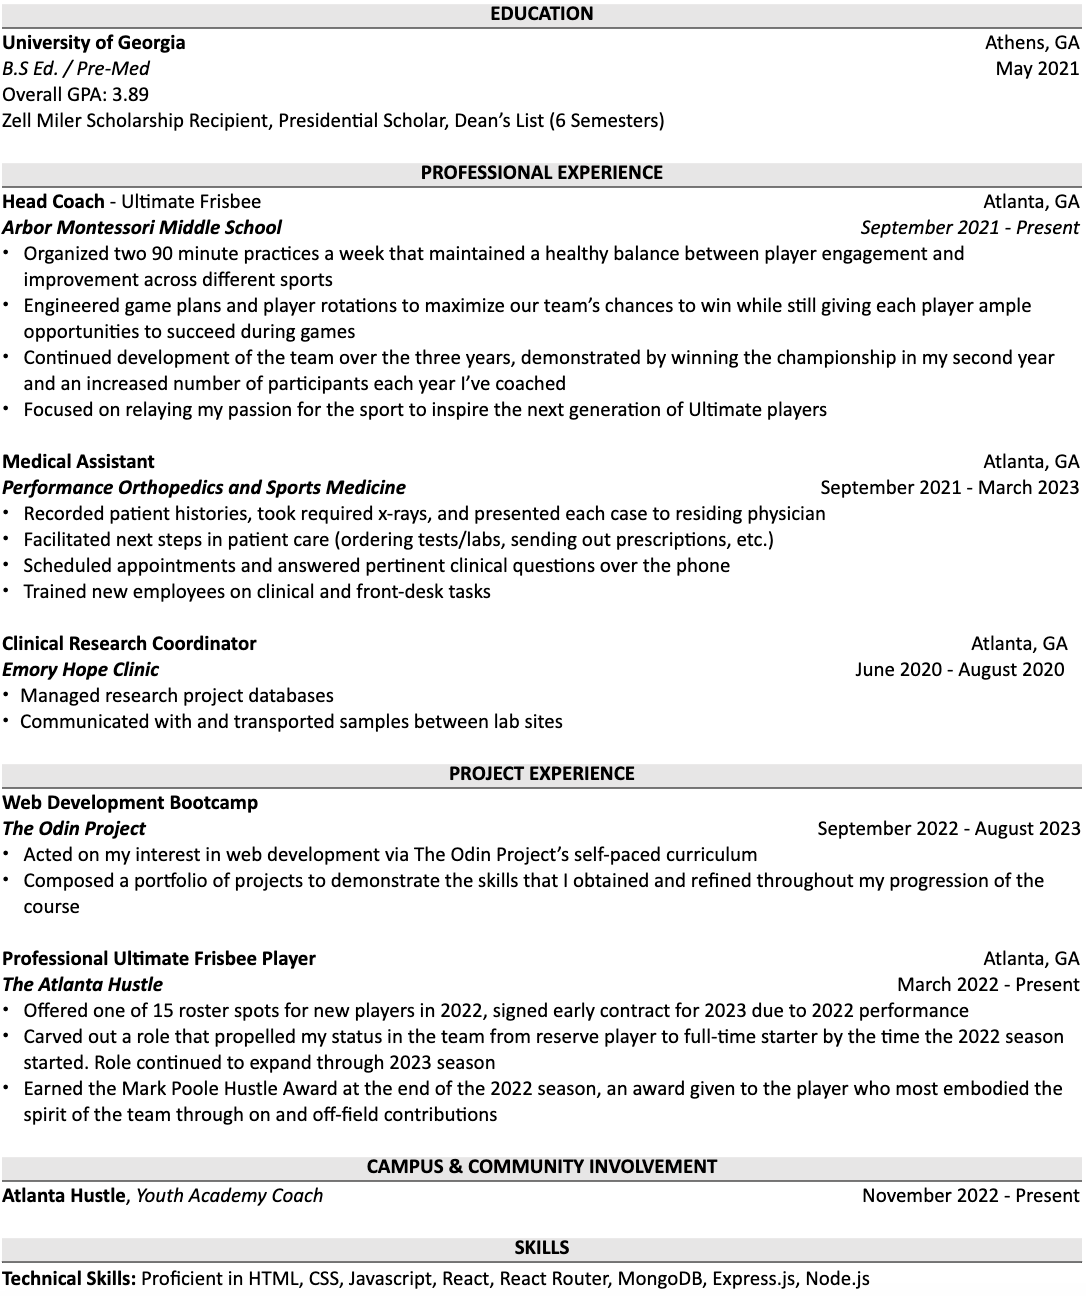 EDUCATION
University of Georgia Athens, GA
B.S Ed. / Pre-Med May 2021
Overall GPA: 3.89
Zell Miler Scholarship Recipient, Presidential Scholar, Dean's List (6 Semesters)
PROFESSIONAL EXPERIENCE
Head Coach - Ultimate Frisbee Atlanta, GA
Arbor Montessori Middle School September 2021 - Present
• Organized two 90 minute practices a week that maintained a healthy balance between player engagement and
improvement across different sports
• Engineered game plans and player rotations to maximize our team's chances to win while still giving each player ample
opportunities to succeed during games
• Continued development of the team over the three years, demonstrated by winning the championship in my second year
and an increased number of participants each year I've coached
• Focused on relaying my passion for the sport to inspire the next generation of Ultimate players
Medical Assistant Atlanta, GA
Performance Orthopedics and Sports Medicine September 2021 - March 2023
• Recorded patient histories, took required x-rays, and presented each case to residing physician
• Facilitated next steps in patient care (ordering tests/labs, sending out prescriptions, etc.)
• Scheduled appointments and answered pertinent clinical questions over the phone
• Trained new employees on clinical and front-desk tasks
Clinical Research Coordinator Atlanta, GA
Emory Hope Clinic June 2020 - August 2020
• Managed research project databases
• Communicated with and transported samples between lab sites
PROJECT EXPERIENCE
Web Development Bootcamp
The Odin Project September 2022 - August 2023
• Acted on my interest in web development via The Odin Project's self-paced curriculum
• Composed a portfolio of projects to demonstrate the skills that I obtained and refined throughout my progression of the
course
Professional Ultimate Frisbee Player Atlanta, GA
The Atlanta Hustle March 2022 - Present
• Offered one of 15 roster spots for new players in 2022, signed early contract for 2023 due to 2022 performance
• Carved out a role that propelled my status in the team from reserve player to full-time starter by the time the 2022 season
started. Role continued to expand through 2023 season
• Earned the Mark Poole Hustle Award at the end of the 2022 season, an award given to the player who most embodied the
spirit of the team through on and off-field contributions
CAMPUS & COMMUNITY INVOLVEMENT
Atlanta Hustle, Youth Academy Coach November 2022 - Present
SKILLS
Technical Skills: Proficient in HTML, CSS, Javascript, React, React Router, MongoDB, Express.js, Node.js